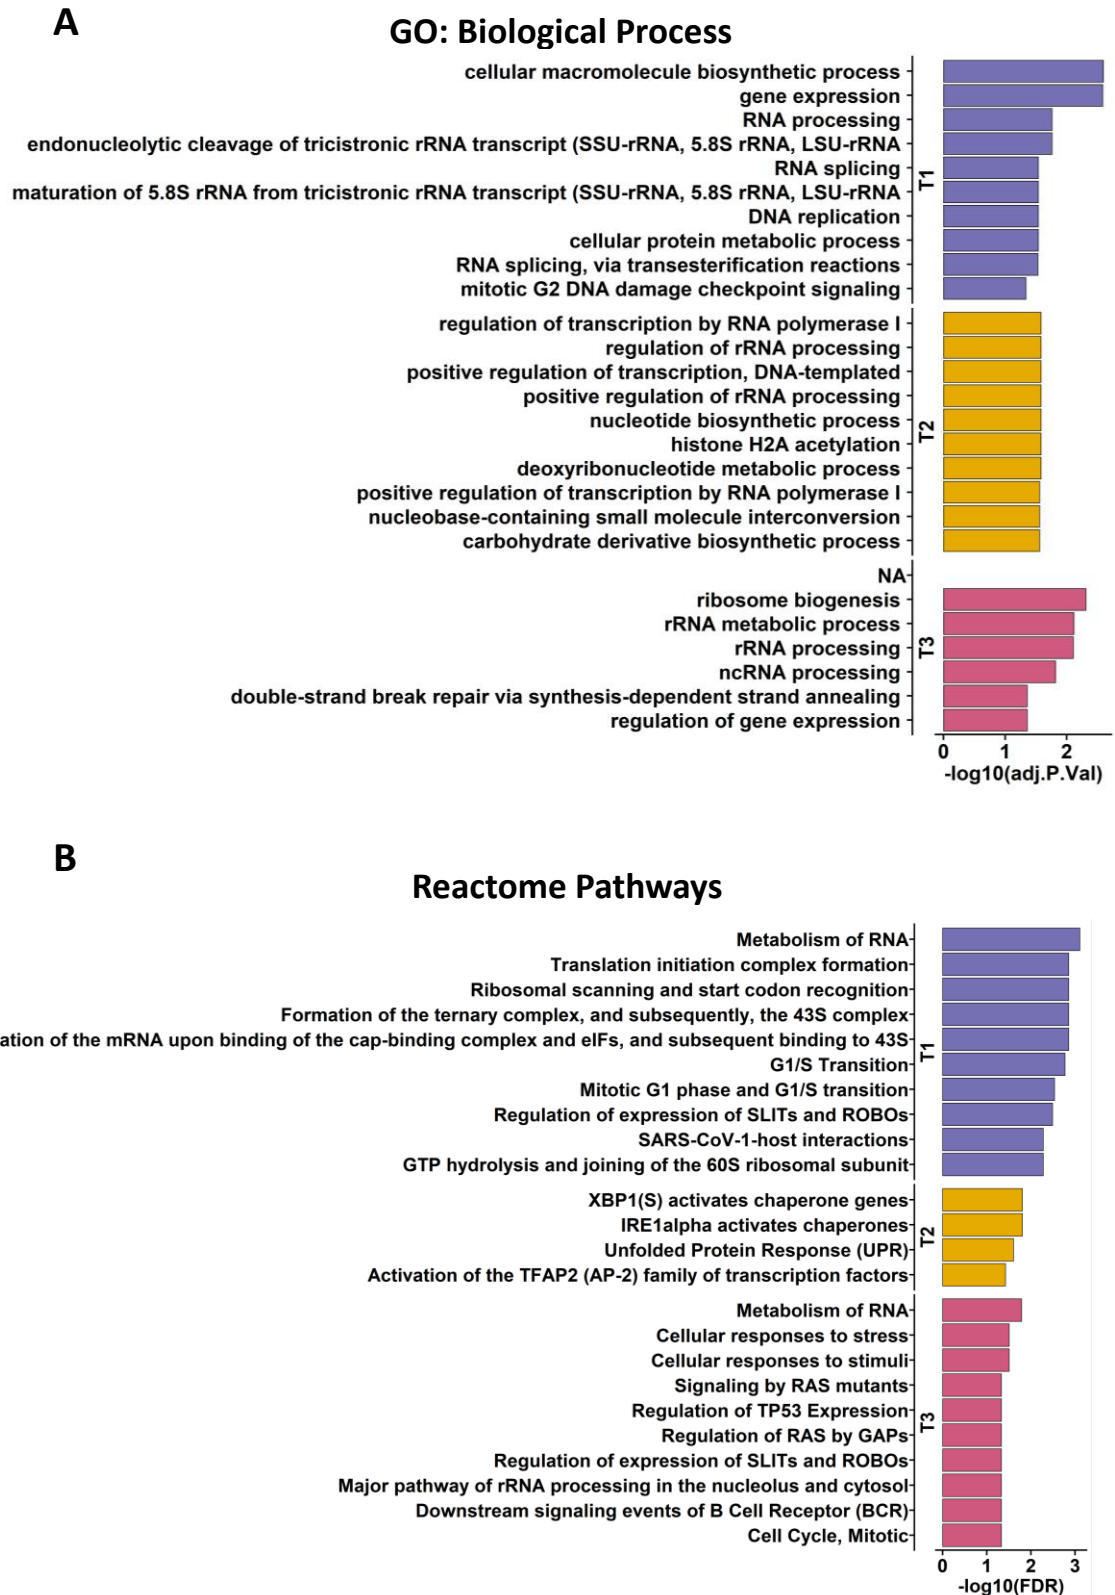 A
GO: Biological Process
cellular macromolecule biosynthetic process
gene expression
RNA processing
endonucleolytic cleavage of tricistronic rRNA transcript (SSU-rRNA, 5.8S rRNA, LSU-rRNA
RNA splicing
maturation of 5.8S rRNA from tricistronic rRNA transcript (SSU-rRNA, 5.8S rRNA, LSU-rRNA
DNA replication
cellular protein metabolic process
RNA splicing, via transesterification reactions
mitotic G2 DNA damage checkpoint signaling
T1
regulation of transcription by RNA polymerase I
regulation of rRNA processing
positive regulation of transcription, DNA-templated
positive regulation of rRNA processing
nucleotide biosynthetic process
histone H2A acetylation
deoxyribonucleotide metabolic process
positive regulation of transcription by RNA polymerase I
nucleobase-containing small molecule interconversion
carbohydrate derivative biosynthetic process
T2
NA
ribosome biogenesis
rRNA metabolic process
rRNA processing
ncRNA processing
double-strand break repair via synthesis-dependent strand annealing
regulation of gene expression
T3
0 1 2
-log10(adj.P.Val)
B
Reactome Pathways
Metabolism of RNA
Translation initiation complex formation
Ribosomal scanning and start codon recognition
Formation of the ternary complex, and subsequently, the 43S complex
ation of the mRNA upon binding of the cap-binding complex and eIFs, and subsequent binding to 43S
G1/S Transition
Mitotic G1 phase and G1/S transition
Regulation of expression of SLITs and ROBOs
SARS-CoV-1-host interactions
GTP hydrolysis and joining of the 60S ribosomal subunit
T1
XBP1(S) activates chaperone genes
IRE1alpha activates chaperones
Unfolded Protein Response (UPR)
Activation of the TFAP2 (AP-2) family of transcription factors
T2
Metabolism of RNA
Cellular responses to stress
Cellular responses to stimuli
Signaling by RAS mutants
Regulation of TP53 Expression
Regulation of RAS by GAPs
Regulation of expression of SLITs and ROBOs
Major pathway of rRNA processing in the nucleolus and cytosol
Downstream signaling events of B Cell Receptor (BCR)
Cell Cycle, Mitotic
T3
0 1 2 3
-log10(FDR)